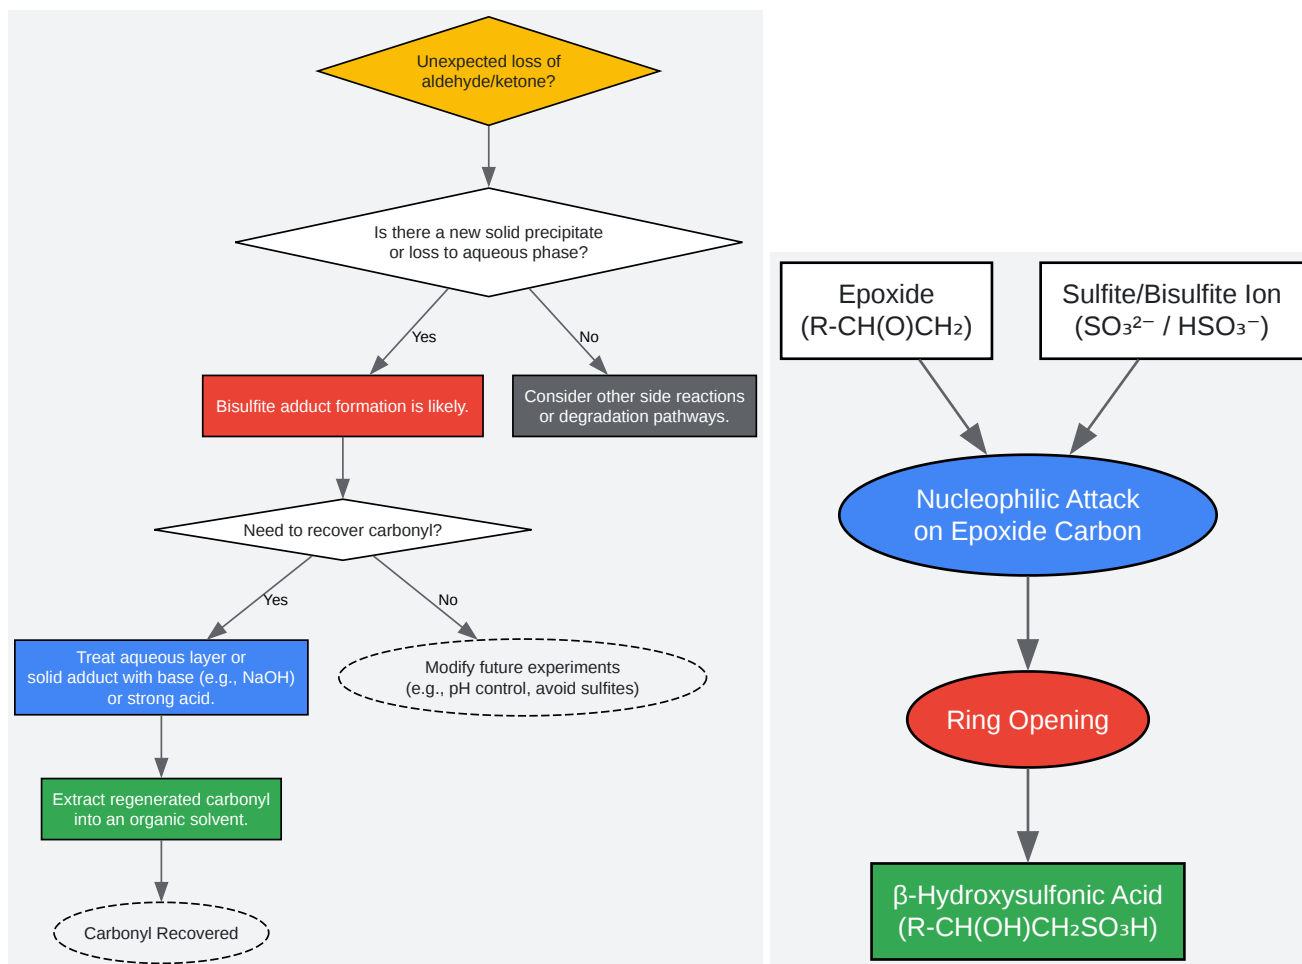 Unexpected loss of
aldehyde/ketone?
Is there a new solid precipitate
or loss to aqueous phase?
Yes
No
Bisulfite adduct formation is likely.
Consider other side reactions
or degradation pathways.
Need to recover carbonyl?
Yes
No
Treat aqueous layer or
solid adduct with base (e.g., NaOH)
or strong acid.
Modify future experiments
(e.g., pH control, avoid sulfites)
Extract regenerated carbonyl
into an organic solvent.
Carbonyl Recovered
Epoxide
(R-CH(O)CH₂)
Sulfite/Bisulfite Ion
(SO₃²⁻ / HSO₃⁻)
Nucleophilic Attack
on Epoxide Carbon
Ring Opening
β-Hydroxysulfonic Acid
(R-CH(OH)CH₂SO₃H)